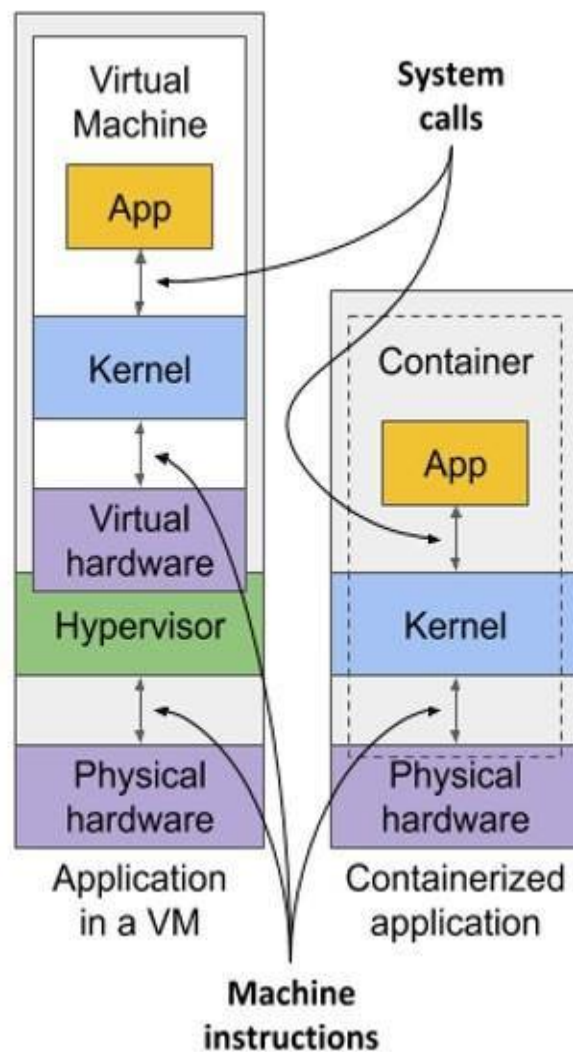 Virtual
Machine
App
Kernel
Virtual
hardware
Hypervisor
Physical
hardware
Application
in a VM
System
calls
Container
App
Kernel
Physical
hardware
Containerized
application
Machine
instructions